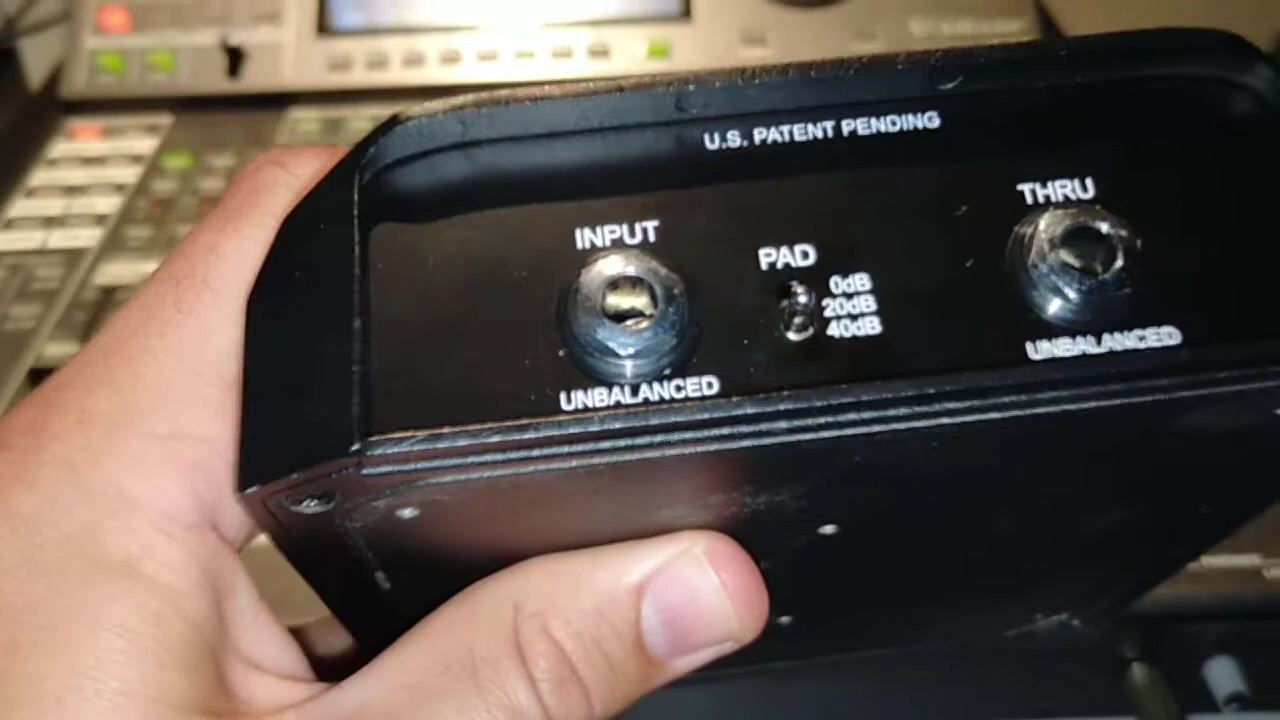 U.S. PATENT PENDING
INPUT
THRU
PAD
0dB
20dB
40dB
UNBALANCED
UNBALANCED